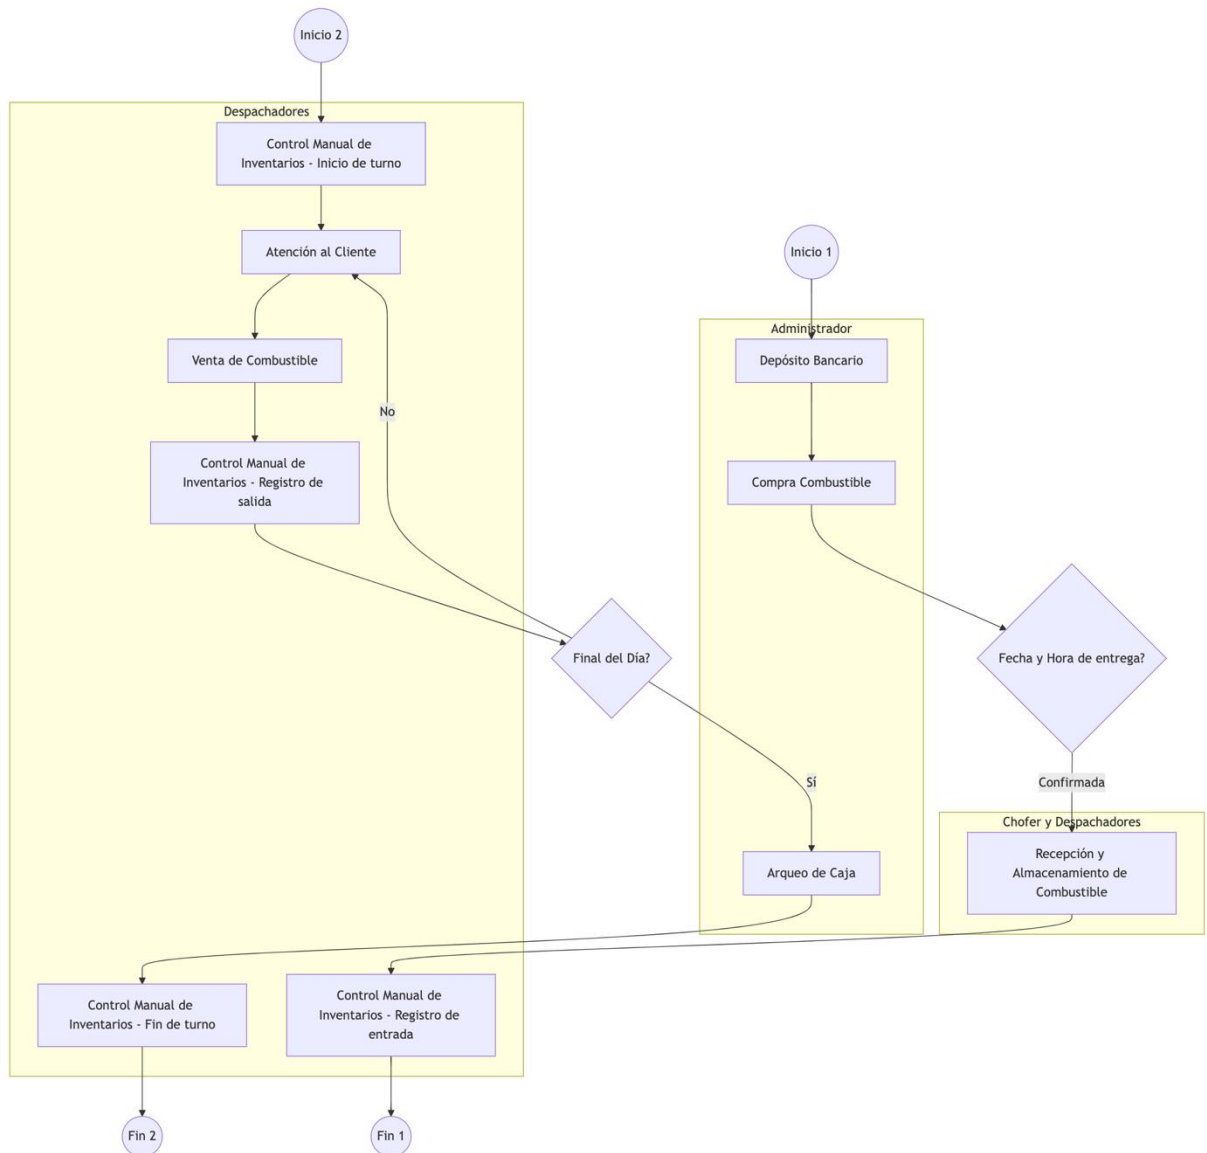 Inicio 2
Despachadores
Control Manual de
Inventarios - Inicio de turno
Atención al Cliente
Inicio 1
Administrador
Venta de Combustible
Depósito Bancario
No
Control Manual de
Inventarios - Registro de
salida
Compra Combustible
Final del Día?
Fecha y Hora de entrega?
Sí
Confirmada
Chofer y Despachadores
Arqueo de Caja
Recepción y
Almacenamiento de
Combustible
Control Manual de
Inventarios - Fin de turno
Control Manual de
Inventarios - Registro de
entrada
Fin 2
Fin 1